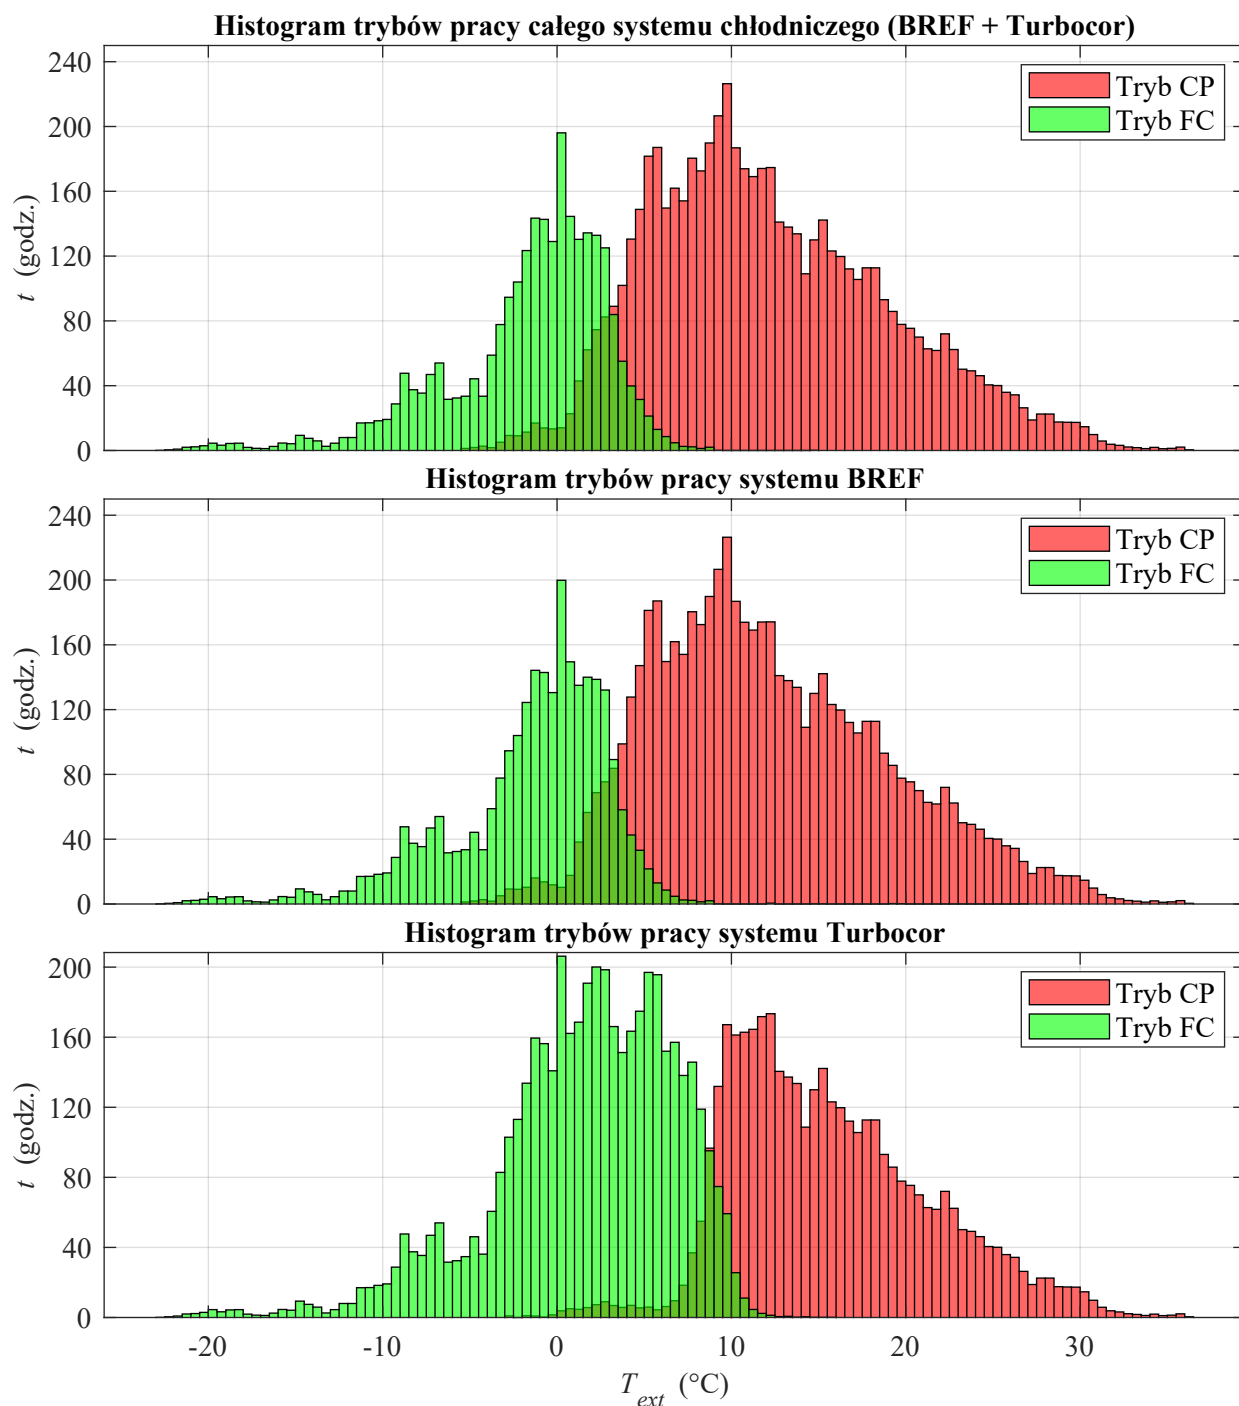 Histogram trybów pracy całego systemu chłodniczego (BREF + Turbocor)
240
200
160
120
80
40
0
t (godz.)
Tryb CP
Tryb FC
Histogram trybów pracy systemu BREF
240
200
160
120
80
40
0
t (godz.)
Tryb CP
Tryb FC
Histogram trybów pracy systemu Turbocor
200
160
120
80
40
0
t (godz.)
Tryb CP
Tryb FC
-20 -10 0 10 20 30
T_ext (°C)